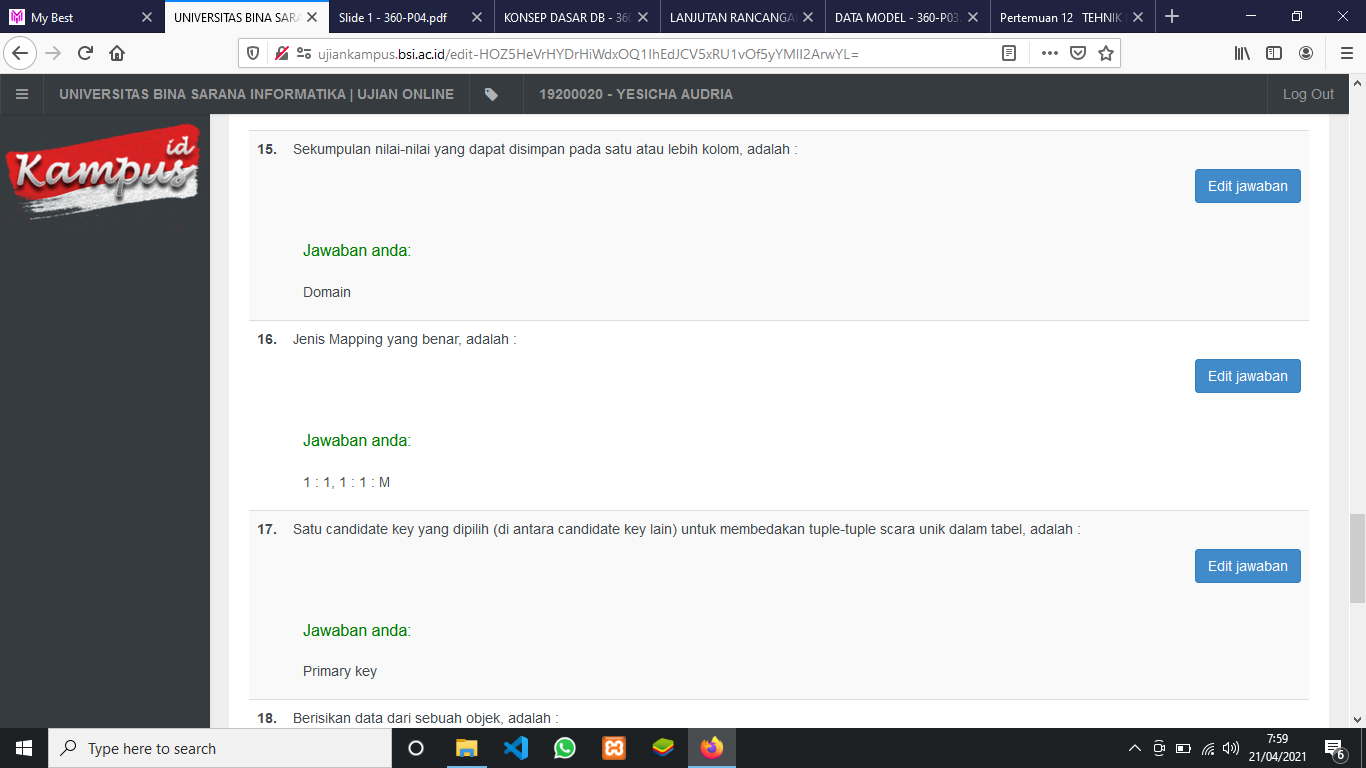 My Best
UNIVERSITAS BINA SARA
Slide 1 - 360-P04.pdf
KONSEP DASAR DB - 36
LANJUTAN RANCANGA
DATA MODEL - 360-P03.
Pertemuan 12 TEHNIK
ujiankampus.bsi.ac.id/edit-HOZ5HeVrHYDrHiWdxOQ1IhEdJCV5xRU1vOf5yYMlI2ArwYL=
UNIVERSITAS BINA SARANA INFORMATIKA | UJIAN ONLINE
19200020 - YESICHA AUDRIA
Log Out
Kampus id
15. Sekumpulan nilai-nilai yang dapat disimpan pada satu atau lebih kolom, adalah :
Edit jawaban
Jawaban anda:
Domain
16. Jenis Mapping yang benar, adalah :
Edit jawaban
Jawaban anda:
1 : 1, 1 : 1 : M
17. Satu candidate key yang dipilih (di antara candidate key lain) untuk membedakan tuple-tuple scara unik dalam tabel, adalah :
Edit jawaban
Jawaban anda:
Primary key
18. Berisikan data dari sebuah objek, adalah :
Type here to search
7:59
21/04/2021
6